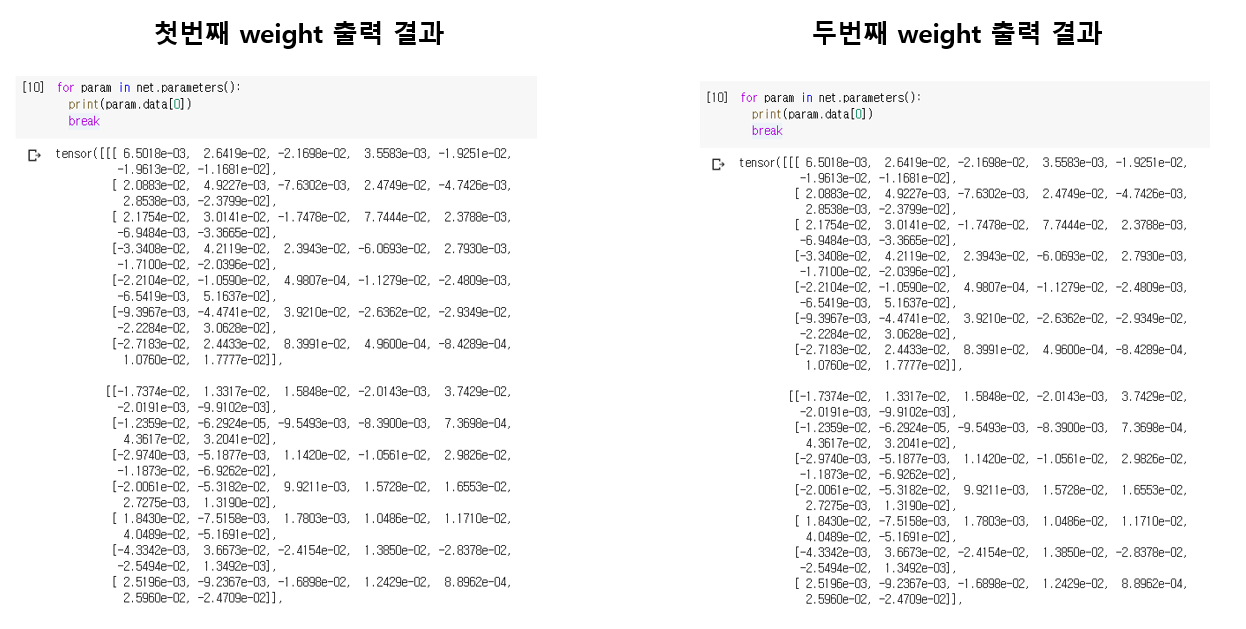 첫번째 weight 출력 결과
[10] for param in net.parameters():
print(param.data[0])
break
tensor([[[ 6.5018e-03, 2.6419e-02, -2.1698e-02, 3.5583e-03, -1.9251e-02,
-1.9613e-02, -1.1681e-02],
[ 2.0883e-02, 4.9227e-03, -7.6302e-03, 2.4749e-02, -4.7426e-03,
2.8538e-03, -2.3799e-02],
[ 2.1754e-02, 3.0141e-02, -1.7478e-02, 7.7444e-02, 2.3788e-03,
-6.9484e-03, -3.3665e-02],
[-3.3408e-02, 4.2119e-02, 2.3943e-02, -6.0693e-02, 2.7930e-03,
-1.7100e-02, -2.0396e-02],
[-2.2104e-02, -1.0590e-02, 4.9807e-04, -1.1279e-02, -2.4809e-03,
-6.5419e-03, 5.1637e-02],
[-9.3967e-03, -4.4741e-02, 3.9210e-02, -2.6362e-02, -2.9349e-02,
-2.2284e-02, 3.0628e-02],
[-2.7183e-02, 2.4433e-02, 8.3991e-02, 4.9600e-04, -8.4289e-04,
1.0760e-02, 1.7777e-02]],
[[-1.7374e-02, 1.3317e-02, 1.5848e-02, -2.0143e-03, 3.7429e-02,
-2.0191e-03, -9.9102e-03],
[-1.2359e-02, -6.2924e-05, -9.5493e-03, -8.3900e-03, 7.3698e-04,
4.3617e-02, 3.2041e-02],
[-2.9740e-03, -5.1877e-03, 1.1420e-02, -1.0561e-02, 2.9826e-02,
-1.1873e-02, -6.9262e-02],
[-2.0061e-02, -5.3182e-02, 9.9211e-03, 1.5728e-02, 1.6553e-02,
2.7275e-03, 1.3190e-02],
[ 1.8430e-02, -7.5158e-03, 1.7803e-03, 1.0486e-02, 1.1710e-02,
4.0489e-02, -5.1691e-02],
[-4.3342e-03, 3.6673e-02, -2.4154e-02, 1.3850e-02, -2.8378e-02,
-2.5494e-02, 1.3492e-03],
[ 2.5196e-03, -9.2367e-03, -1.6898e-02, 1.2429e-02, 8.8962e-04,
2.5960e-02, -2.4709e-02]],
두번째 weight 출력 결과
[10] for param in net.parameters():
print(param.data[0])
break
tensor([[[ 6.5018e-03, 2.6419e-02, -2.1698e-02, 3.5583e-03, -1.9251e-02,
-1.9613e-02, -1.1681e-02],
[ 2.0883e-02, 4.9227e-03, -7.6302e-03, 2.4749e-02, -4.7426e-03,
2.8538e-03, -2.3799e-02],
[ 2.1754e-02, 3.0141e-02, -1.7478e-02, 7.7444e-02, 2.3788e-03,
-6.9484e-03, -3.3665e-02],
[-3.3408e-02, 4.2119e-02, 2.3943e-02, -6.0693e-02, 2.7930e-03,
-1.7100e-02, -2.0396e-02],
[-2.2104e-02, -1.0590e-02, 4.9807e-04, -1.1279e-02, -2.4809e-03,
-6.5419e-03, 5.1637e-02],
[-9.3967e-03, -4.4741e-02, 3.9210e-02, -2.6362e-02, -2.9349e-02,
-2.2284e-02, 3.0628e-02],
[-2.7183e-02, 2.4433e-02, 8.3991e-02, 4.9600e-04, -8.4289e-04,
1.0760e-02, 1.7777e-02]],
[[-1.7374e-02, 1.3317e-02, 1.5848e-02, -2.0143e-03, 3.7429e-02,
-2.0191e-03, -9.9102e-03],
[-1.2359e-02, -6.2924e-05, -9.5493e-03, -8.3900e-03, 7.3698e-04,
4.3617e-02, 3.2041e-02],
[-2.9740e-03, -5.1877e-03, 1.1420e-02, -1.0561e-02, 2.9826e-02,
-1.1873e-02, -6.9262e-02],
[-2.0061e-02, -5.3182e-02, 9.9211e-03, 1.5728e-02, 1.6553e-02,
2.7275e-03, 1.3190e-02],
[ 1.8430e-02, -7.5158e-03, 1.7803e-03, 1.0486e-02, 1.1710e-02,
4.0489e-02, -5.1691e-02],
[-4.3342e-03, 3.6673e-02, -2.4154e-02, 1.3850e-02, -2.8378e-02,
-2.5494e-02, 1.3492e-03],
[ 2.5196e-03, -9.2367e-03, -1.6898e-02, 1.2429e-02, 8.8962e-04,
2.5960e-02, -2.4709e-02]],